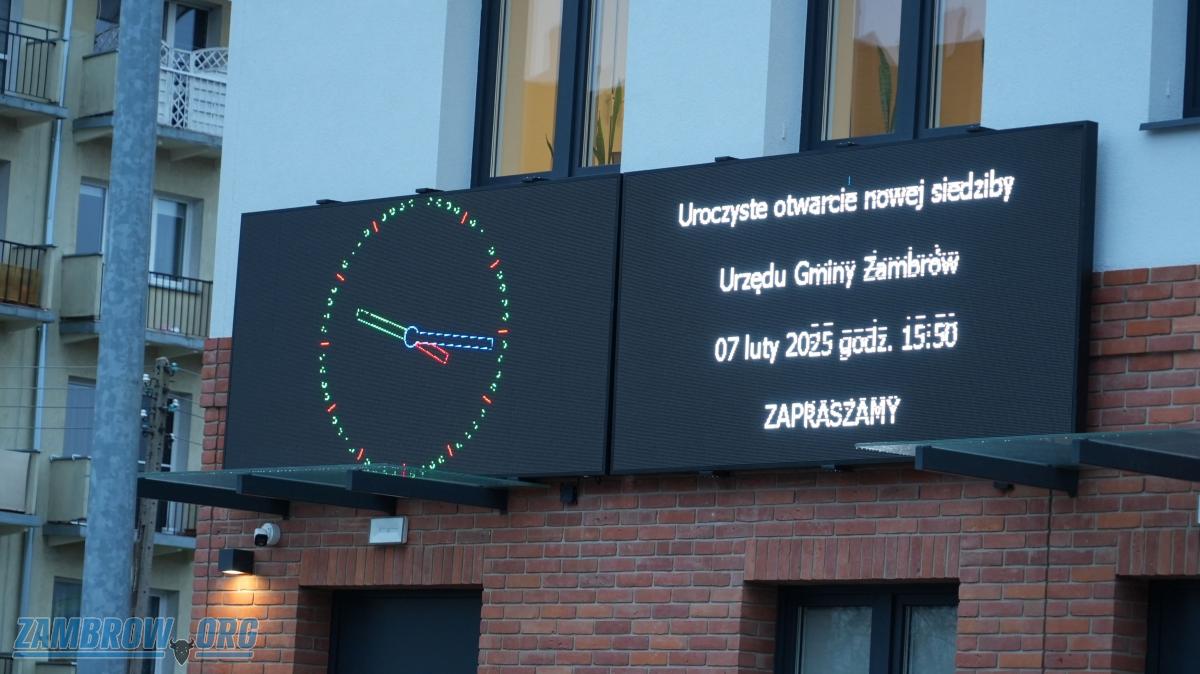 Uroczyste otwarcie nowej siedziby
Urzędu Gminy Zambrów
07 luty 2025 godz. 15:50
ZAPRASZAMY
ZAMBROW.ORG